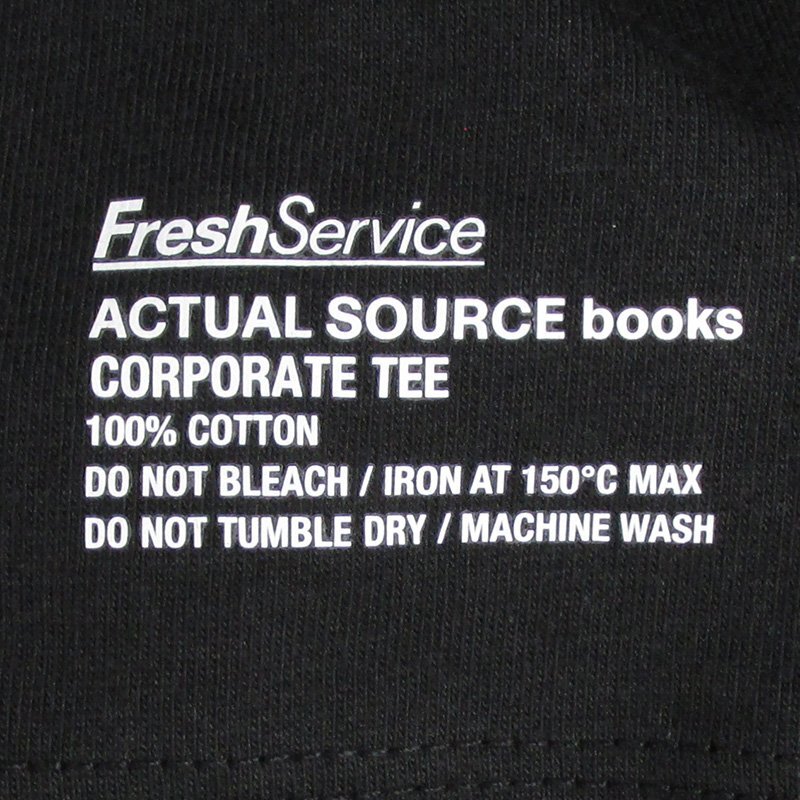 FreshService
ACTUAL SOURCE books
CORPORATE TEE
100% COTTON
DO NOT BLEACH / IRON AT 150°C MAX
DO NOT TUMBLE DRY / MACHINE WASH